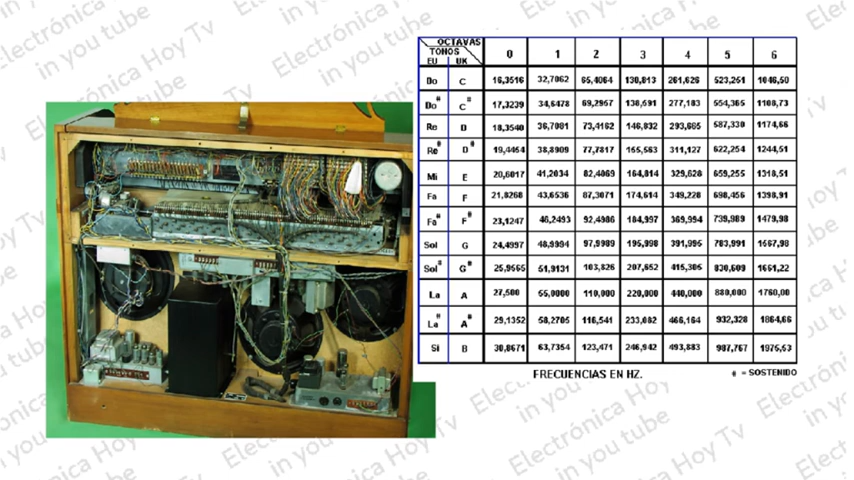 OCTAVAS
TONOS
EU UK 0 1 2 3 4 5 6
Do C 16,3516 32,7062 65,4064 130,813 261,626 523,251 1046,50
Do# C# 17,3239 34,6478 69,2957 138,591 277,183 554,365 1108,73
Re D 18,3540 36,7081 73,4162 146,832 293,665 587,330 1174,66
Re# D# 19,4454 38,8909 77,7817 155,563 311,127 622,254 1244,51
Mi E 20,6017 41,2034 82,4069 164,814 329,628 659,255 1318,51
Fa F 21,8268 43,6536 87,3071 174,614 349,228 698,456 1398,91
Fa# F# 23,1247 46,2493 92,4986 184,997 369,994 739,989 1479,98
Sol G 24,4997 48,9994 97,9989 195,998 391,995 783,991 1567,98
Sol# G# 25,9565 51,9131 103,826 207,652 415,305 830,609 1661,22
La A 27,500 55,0000 110,000 220,000 440,000 880,000 1760,00
La# A# 29,1352 58,2705 116,541 233,082 466,164 932,328 1864,66
Si B 30,8671 63,7354 123,471 246,942 493,883 987,767 1975,53
FRECUENCIAS EN HZ.
# = SOSTENIDO
Electrónica Hoy Tv
in you tube